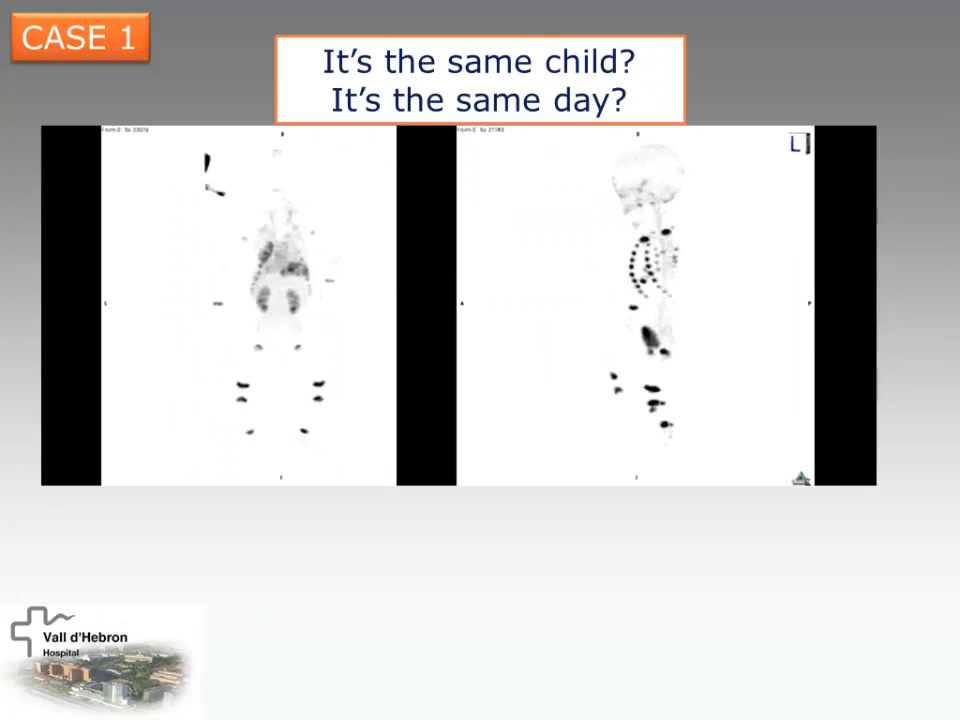 CASE 1
It's the same child?
It's the same day?
L
Vall d'Hebron
Hospital